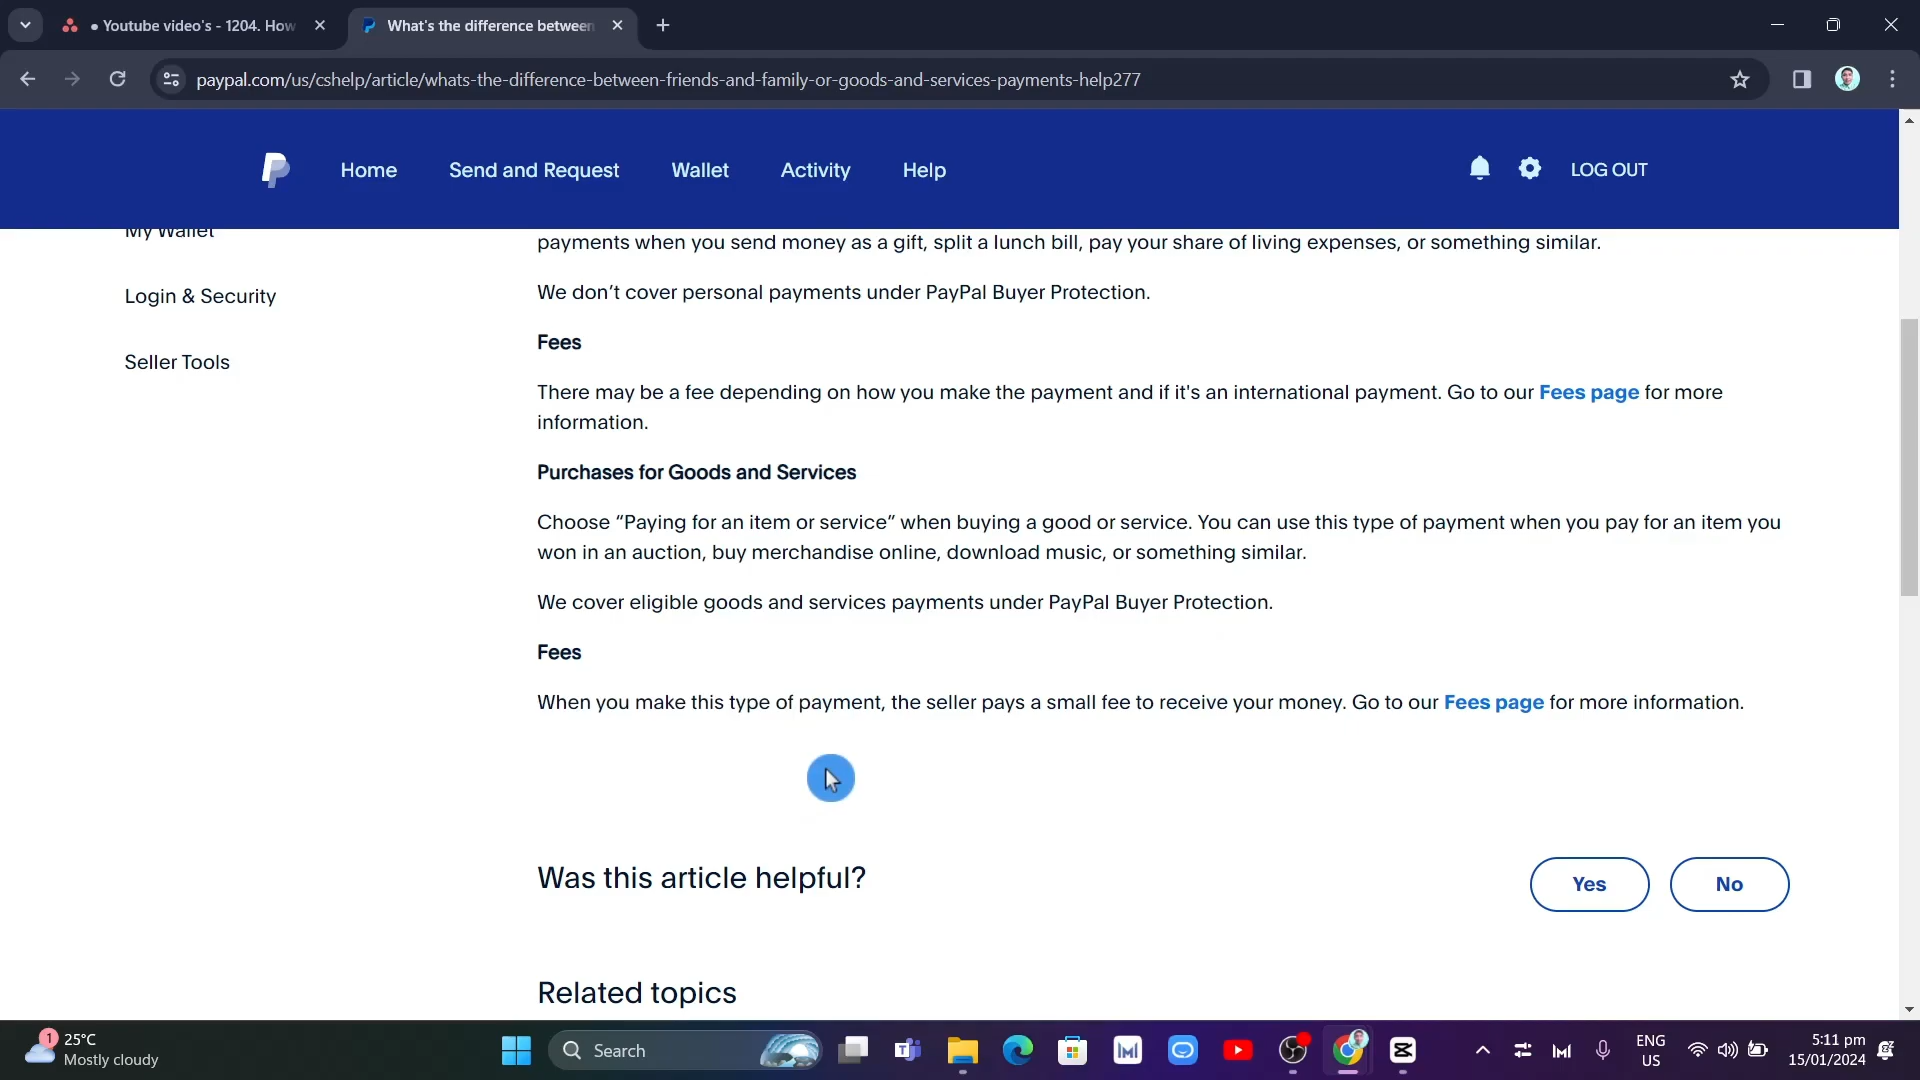 • Youtube video's - 1204. How
What's the difference between
paypal.com/us/cshelp/article/whats-the-difference-between-friends-and-family-or-goods-and-services-payments-help277
Home
Send and Request
Wallet
Activity
Help
LOG OUT
My Wallet
Login & Security
Seller Tools
payments when you send money as a gift, split a lunch bill, pay your share of living expenses, or something similar.
We don’t cover personal payments under PayPal Buyer Protection.
Fees
There may be a fee depending on how you make the payment and if it's an international payment. Go to our Fees page for more
information.
Purchases for Goods and Services
Choose “Paying for an item or service” when buying a good or service. You can use this type of payment when you pay for an item you
won in an auction, buy merchandise online, download music, or something similar.
We cover eligible goods and services payments under PayPal Buyer Protection.
Fees
When you make this type of payment, the seller pays a small fee to receive your money. Go to our Fees page for more information.
Was this article helpful?
Yes
No
Related topics
1
25°C
Mostly cloudy
Search
ENG
US
5:11 pm
15/01/2024